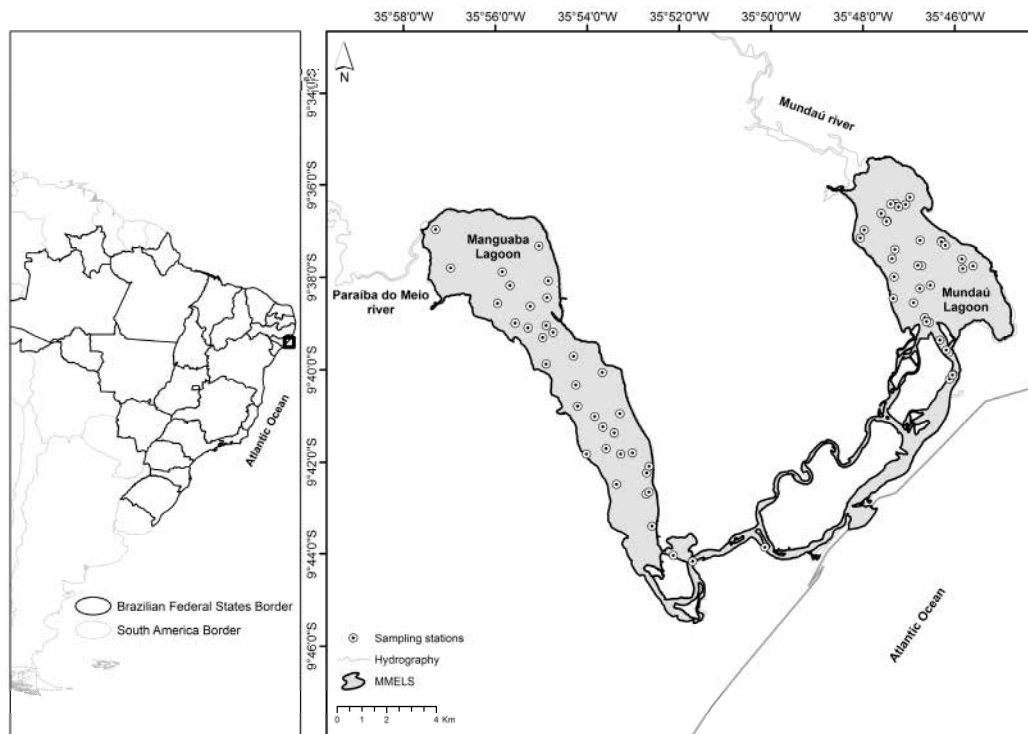 35°58'0"W 35°56'0"W 35°54'0"W 35°52'0"W 35°50'0"W 35°48'0"W 35°46'0"W
N
9°34'0"S
Mundaú river
9°36'0"S
Manguaba
Lagoon
9°38'0"S
Paraíba do Meio
river
Mundaú
Lagoon
9°40'0"S
Atlantic Ocean
9°42'0"S
9°44'0"S
Brazilian Federal States Border
South America Border
9°46'0"S
Sampling stations
Hydrography
MMELS
0 1 2 4 Km
Atlantic Ocean